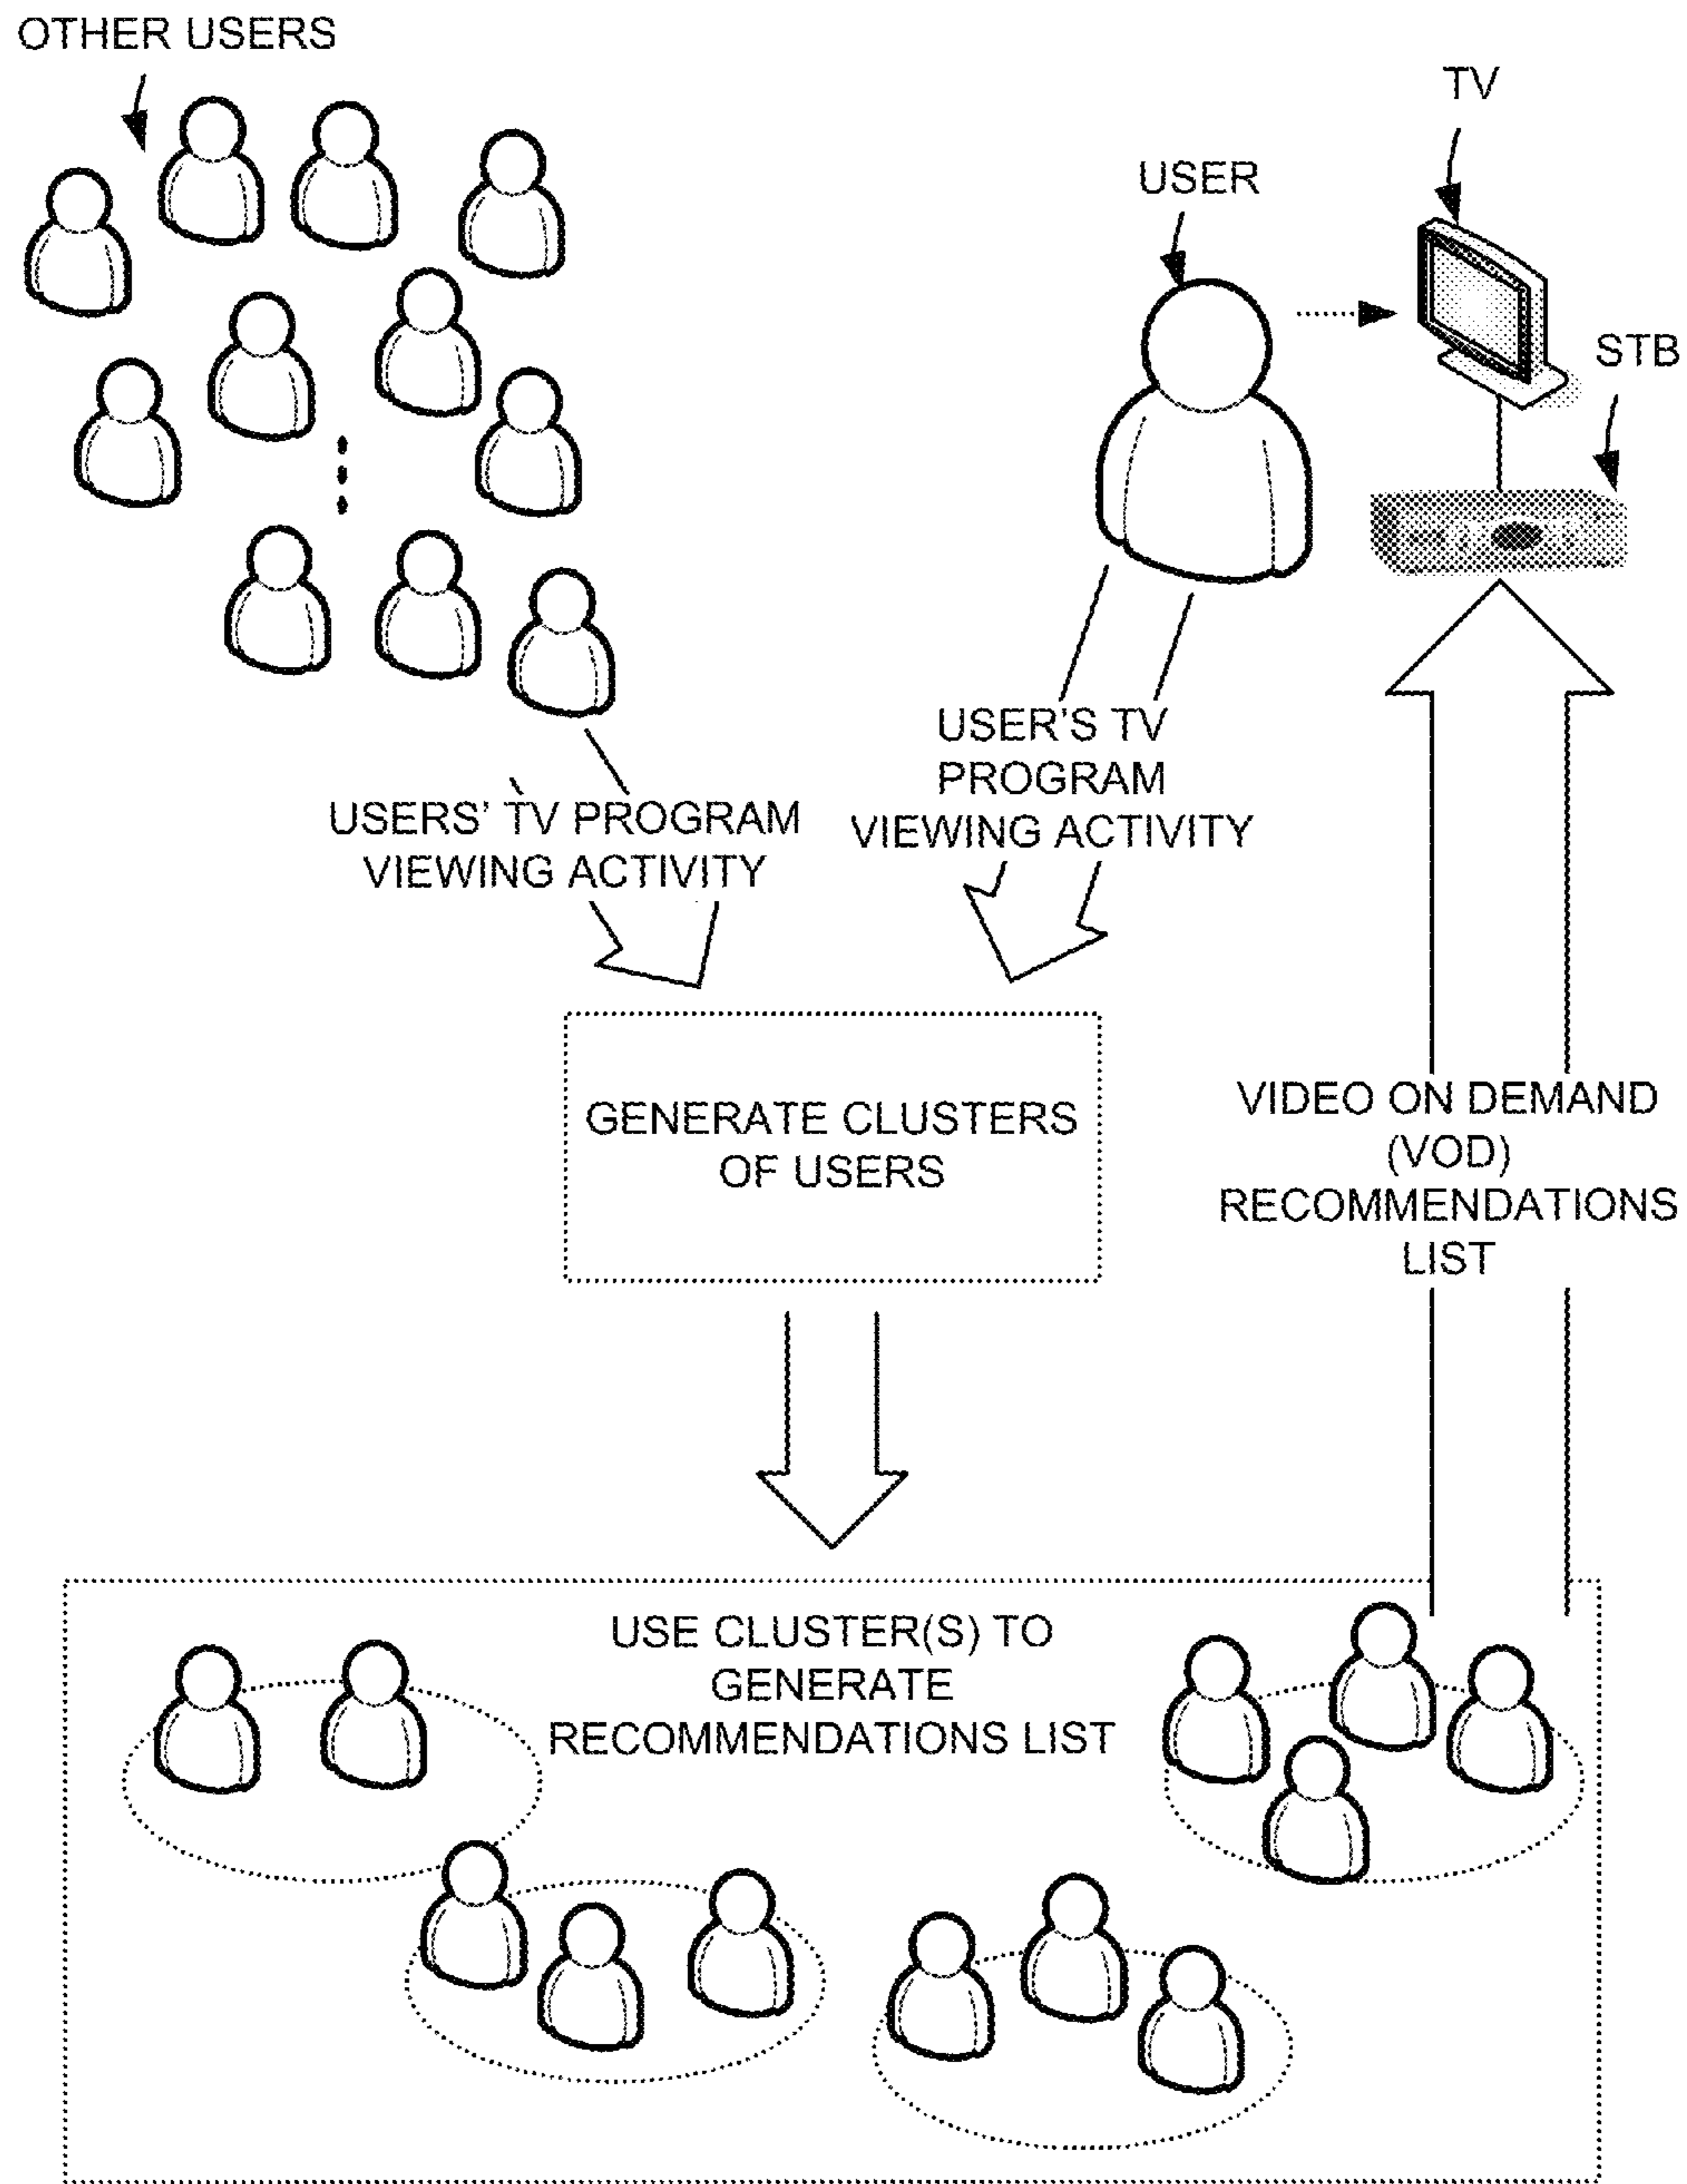 OTHER USERS
TV
USER
STB
USER'S TV
PROGRAM
VIEWING ACTIVITY
USERS' TV PROGRAM
VIEWING ACTIVITY
GENERATE CLUSTERS
OF USERS
VIDEO ON DEMAND
(VOD)
RECOMMENDATIONS
LIST
USE CLUSTER(S) TO
GENERATE
RECOMMENDATIONS LIST